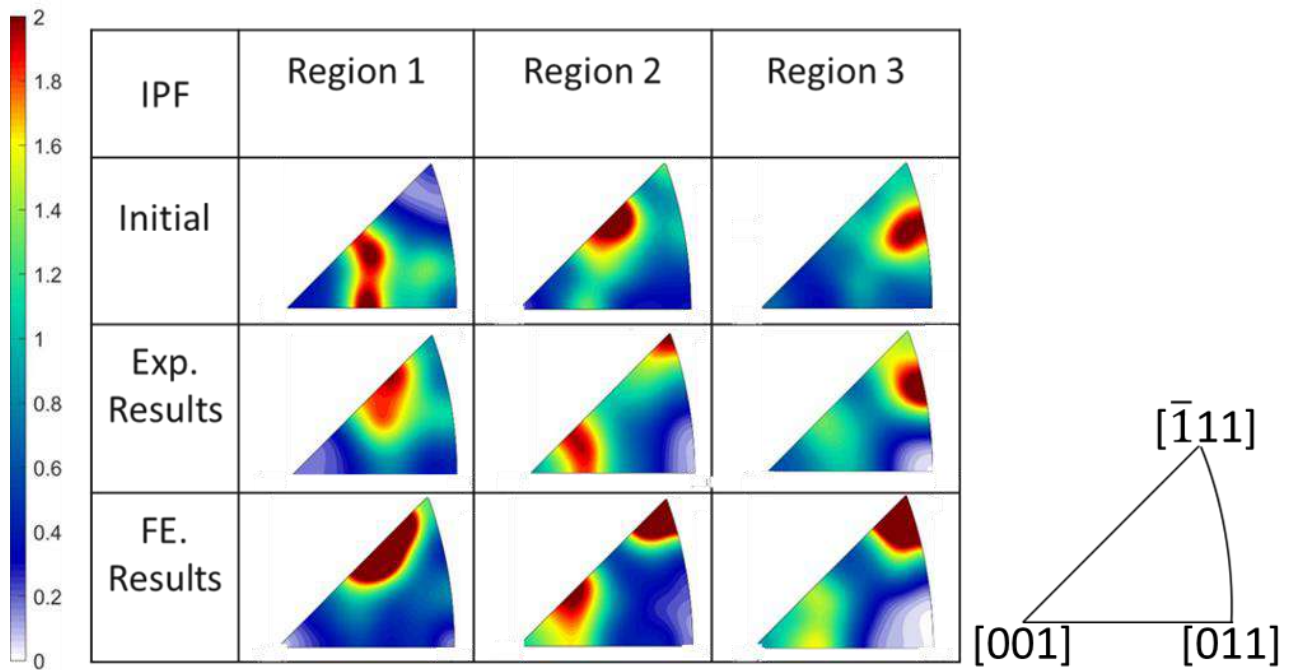 2
1.8
1.6
1.4
1.2
1
0.8
0.6
0.4
0.2
0
IPF
Region 1
Region 2
Region 3
Initial
Exp.
Results
FE.
Results
[1̅11]
[001]
[011]